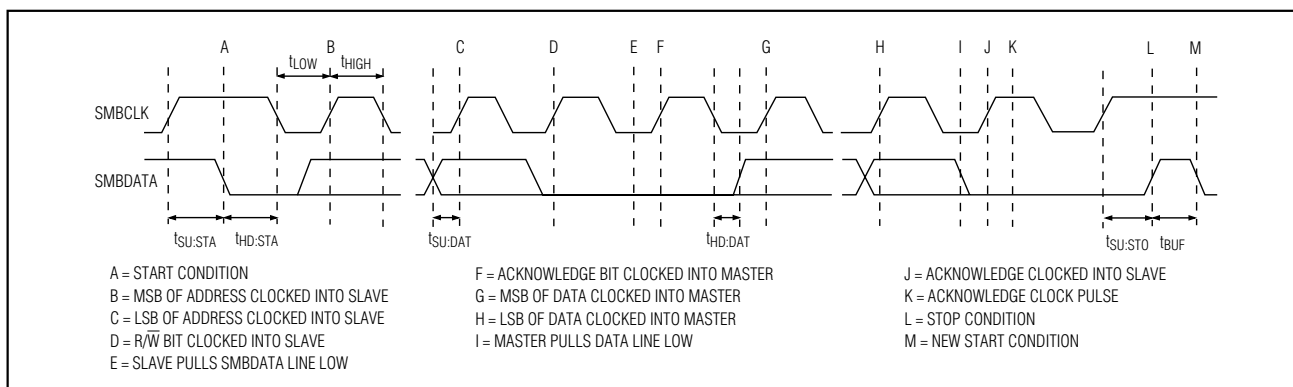 A B C D E F G H I J K L M
tLOW tHIGH
SMBCLK
SMBDATA
tSU:STA tHD:STA tSU:DAT tHD:DAT tSU:STO tBUF
A = START CONDITION
B = MSB OF ADDRESS CLOCKED INTO SLAVE
C = LSB OF ADDRESS CLOCKED INTO SLAVE
D = R/W̅ BIT CLOCKED INTO SLAVE
E = SLAVE PULLS SMBDATA LINE LOW
F = ACKNOWLEDGE BIT CLOCKED INTO MASTER
G = MSB OF DATA CLOCKED INTO MASTER
H = LSB OF DATA CLOCKED INTO MASTER
I = MASTER PULLS DATA LINE LOW
J = ACKNOWLEDGE CLOCKED INTO SLAVE
K = ACKNOWLEDGE CLOCK PULSE
L = STOP CONDITION
M = NEW START CONDITION